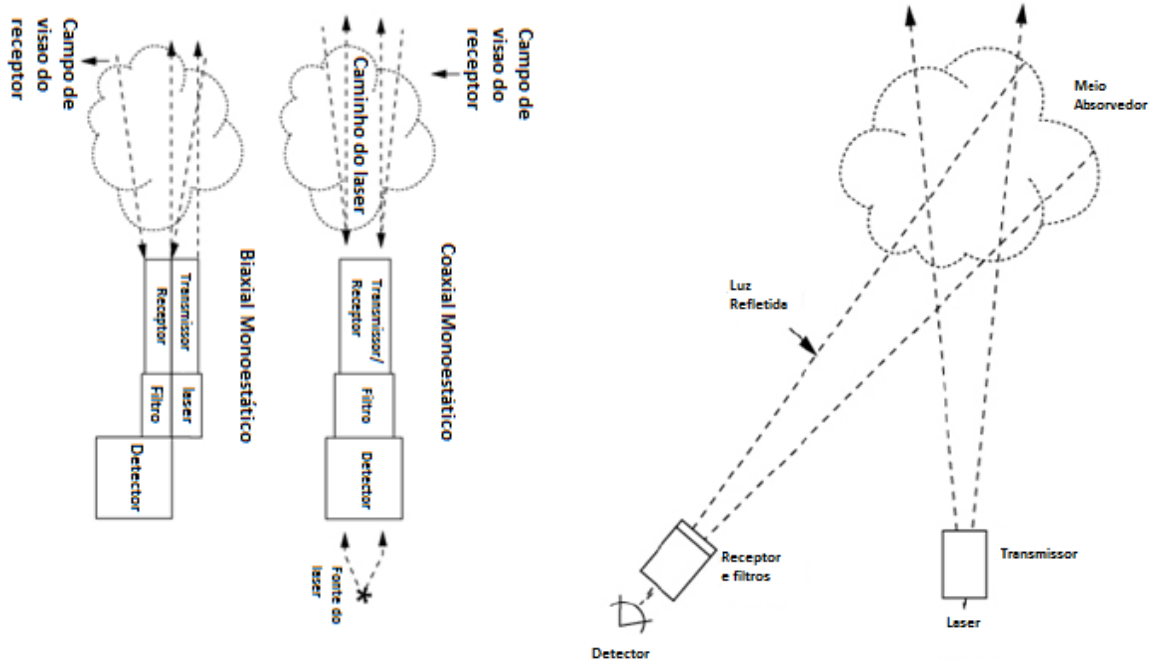 Campo de
visao do
receptor
Biaxial Monoestático
Transmissor
Receptor
laser
Filtro
Detector
Campo de
visao do
receptor
Caminho do laser
Coaxial Monoestático
Transmissor/
Receptor
Filtro
Detector
Fonte do
laser
Meio
Absorvedor
Luz
Refletida
Receptor
e filtros
Transmissor
Laser
Detector